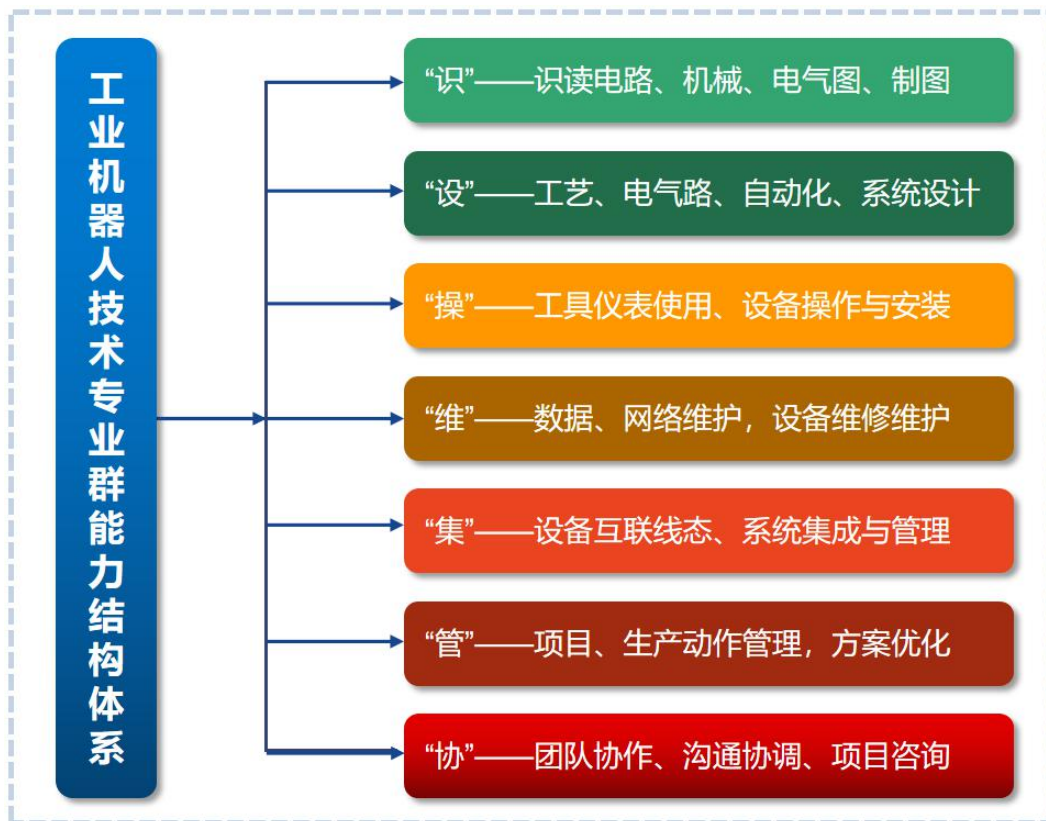 工业机器人技术专业群能力结构体系
“识”——识读电路、机械、电气图、制图
“设”——工艺、电气路、自动化、系统设计
“操”——工具仪表使用、设备操作与安装
“维”——数据、网络维护，设备维修维护
“集”——设备互联线态、系统集成与管理
“管”——项目、生产动作管理，方案优化
“协”——团队协作、沟通协调、项目咨询